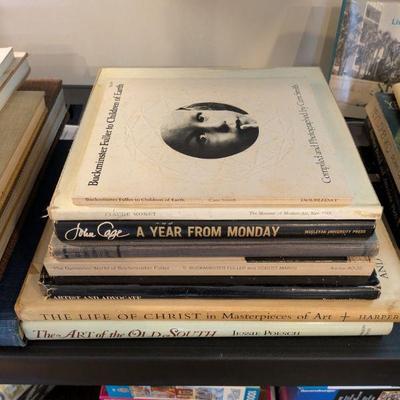 Buckminster Fuller to Children of Earth
Compiled and Photographed by Cam Smith
Buckminster Fuller to Children of Earth Cam Smith DOUBLEDAY
CLAUDE MONET The Museum of Modern Art, New York
John Cage A YEAR FROM MONDAY WESLEYAN UNIVERSITY PRESS
The Dymaxion World of Buckminster Fuller R. BUCKMINSTER FULLER and ROBERT MARKS
ARTIST AND ADVOCATE
THE LIFE OF CHRIST in Masterpieces of Art + HARPER
The ART of the OLD SOUTH JESSIE POESCH